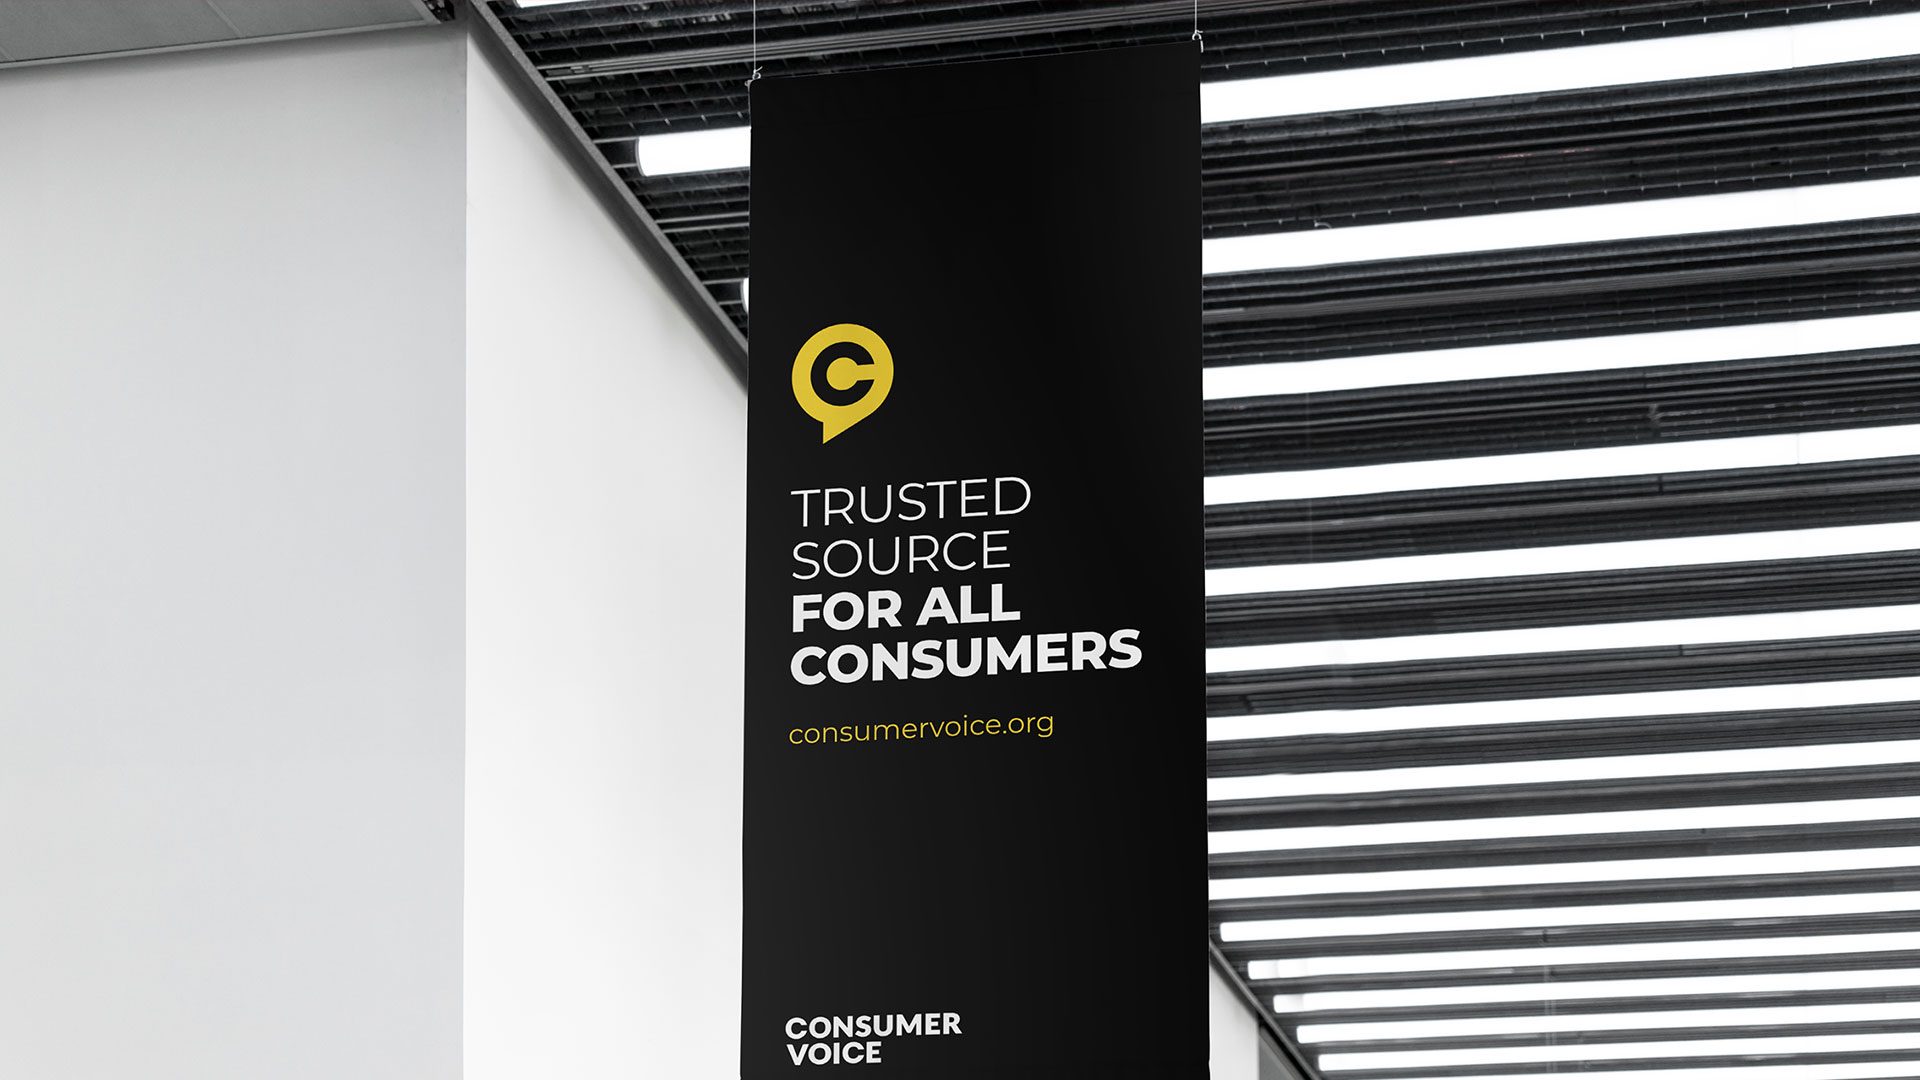 TRUSTED
SOURCE
FOR ALL
CONSUMERS
consumervoice.org
CONSUMER
VOICE